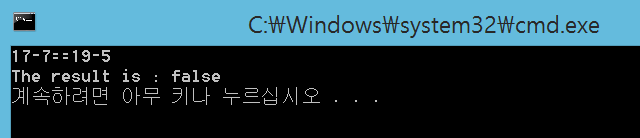 C:₩Windows₩system32₩cmd.exe
17-7==19-5
The result is : false
계속하려면 아무 키나 누르십시오 . . .